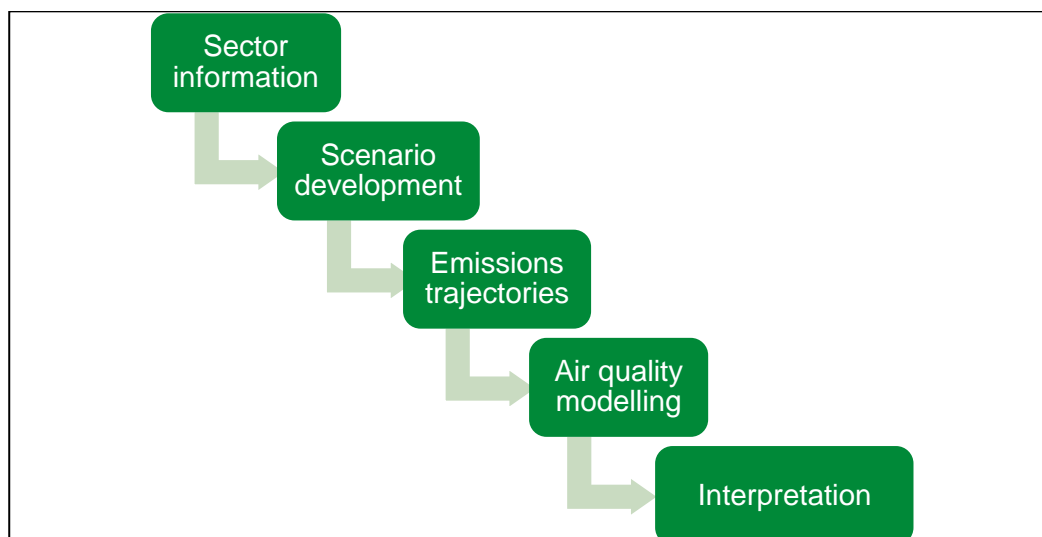 Sector
information
Scenario
development
Emissions
trajectories
Air quality
modelling
Interpretation